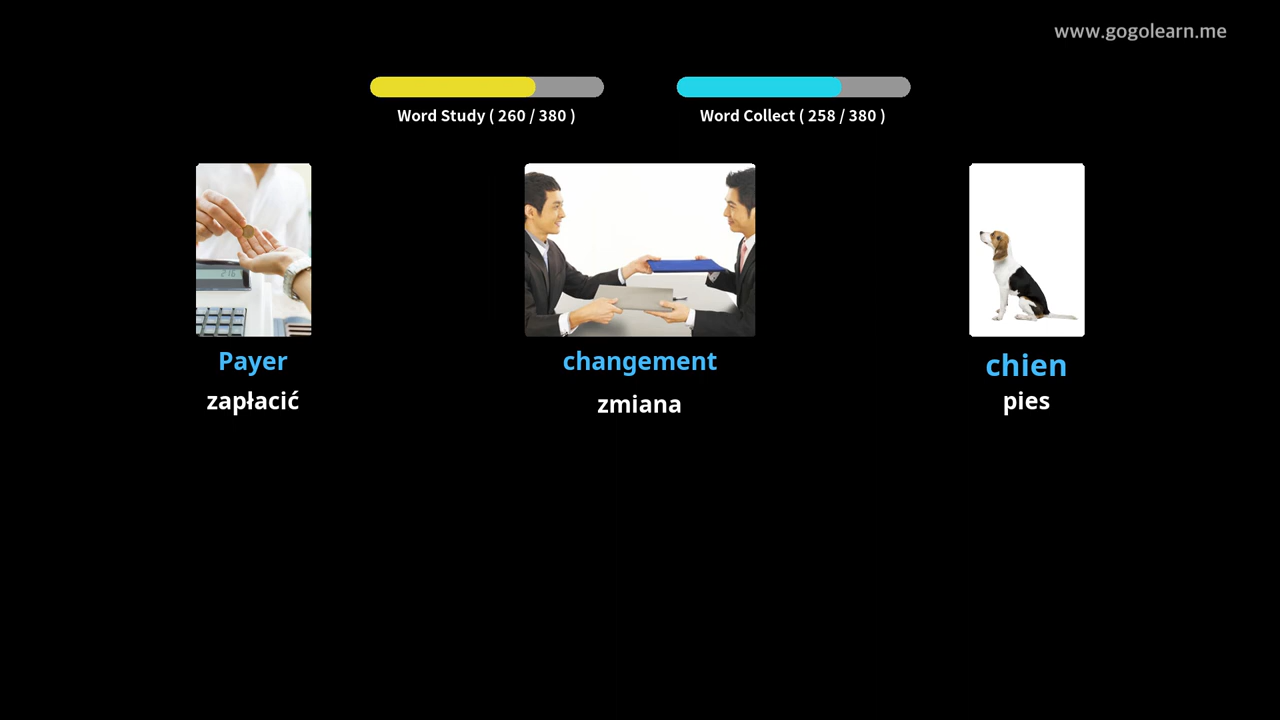 www.gogolearn.me
Word Study ( 260 / 380 )
Word Collect ( 258 / 380 )
Payer
changement
chien
zapłacić
zmiana
pies